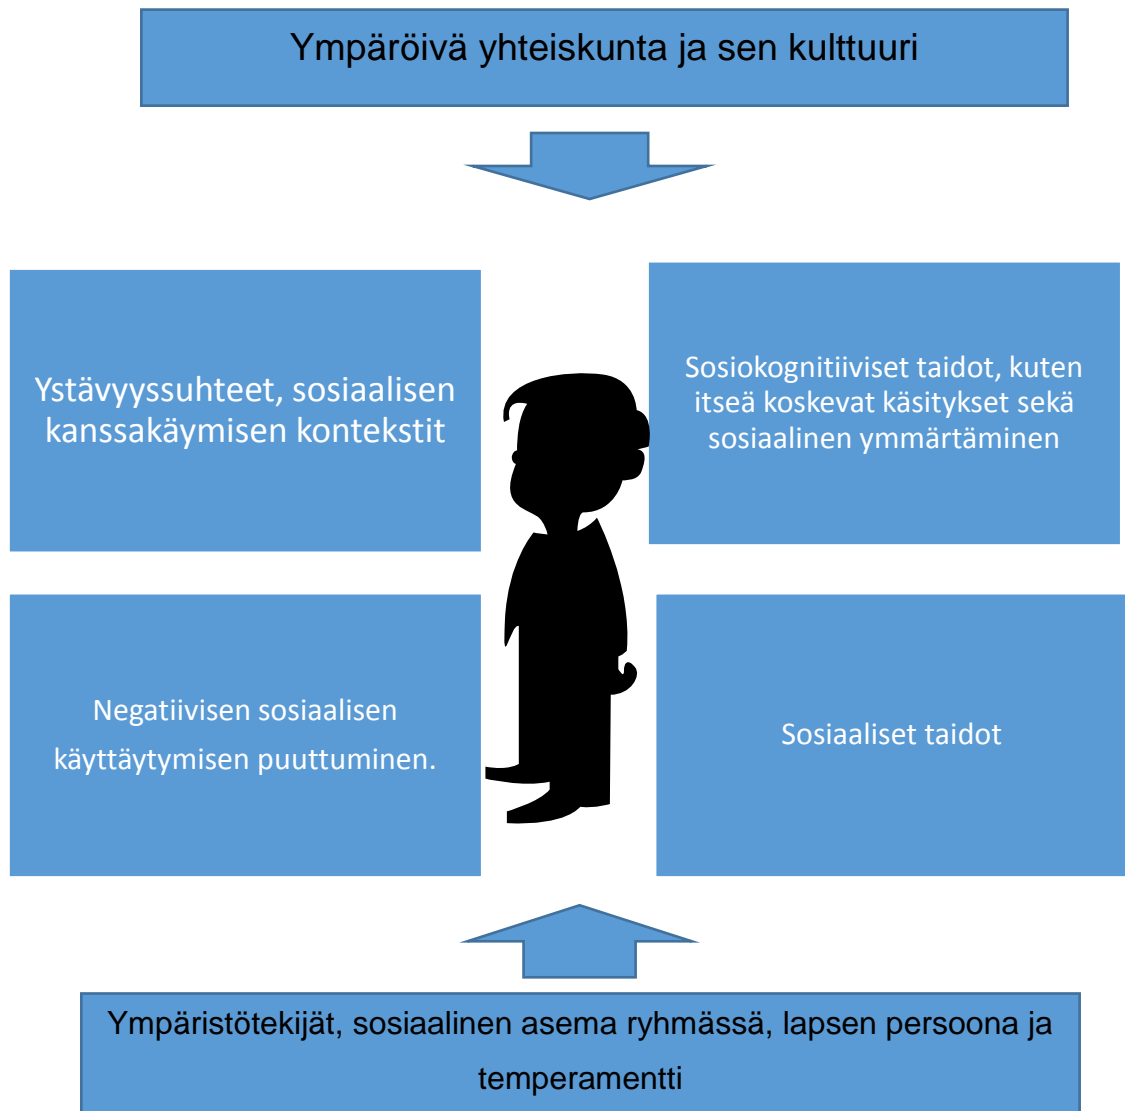 Ympäröivä yhteiskunta ja sen kulttuuri
Ystävyyssuhteet, sosiaalisen
kanssakäymisen kontekstit
Sosiokognitiiviset taidot, kuten
itseä koskevat käsitykset sekä
sosiaalinen ymmärtäminen
Negatiivisen sosiaalisen
käyttäytymisen puuttuminen.
Sosiaaliset taidot
Ympäristötekijät, sosiaalinen asema ryhmässä, lapsen persoona ja
temperamentti